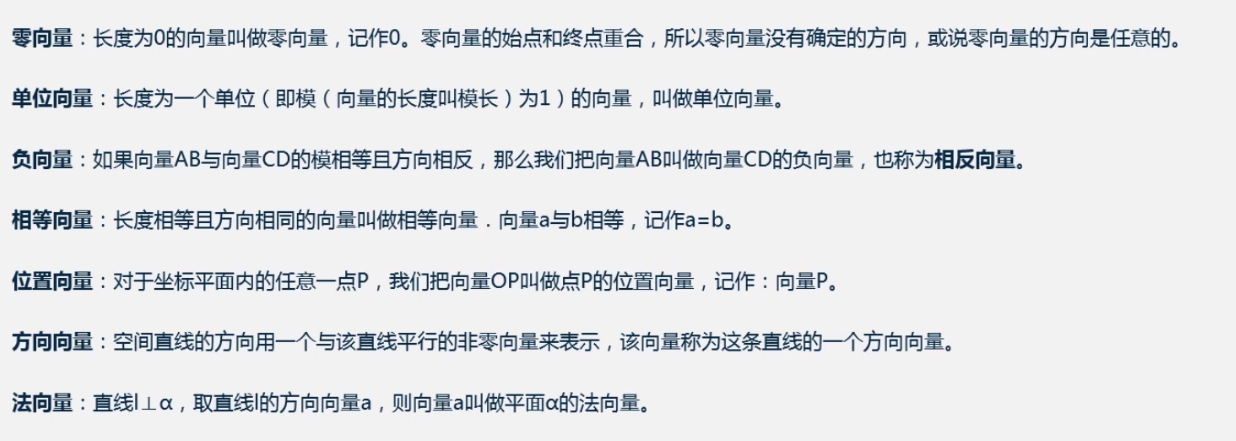 零向量：长度为0的向量叫做零向量，记作0。零向量的始点和终点重合，所以零向量没有确定的方向，或说零向量的方向是任意的。
单位向量：长度为一个单位（即模（向量的长度叫模长）为1）的向量，叫做单位向量。
负向量：如果向量AB与向量CD的模相等且方向相反，那么我们把向量AB叫做向量CD的负向量，也称为相反向量。
相等向量：长度相等且方向相同的向量叫做相等向量．向量a与b相等，记作a=b。
位置向量：对于坐标平面内的任意一点P，我们把向量OP叫做点P的位置向量，记作：向量P。
方向向量：空间直线的方向用一个与该直线平行的非零向量来表示，该向量称为这条直线的一个方向向量。
法向量：直线l⊥α，取直线l的方向向量a，则向量a叫做平面α的法向量。